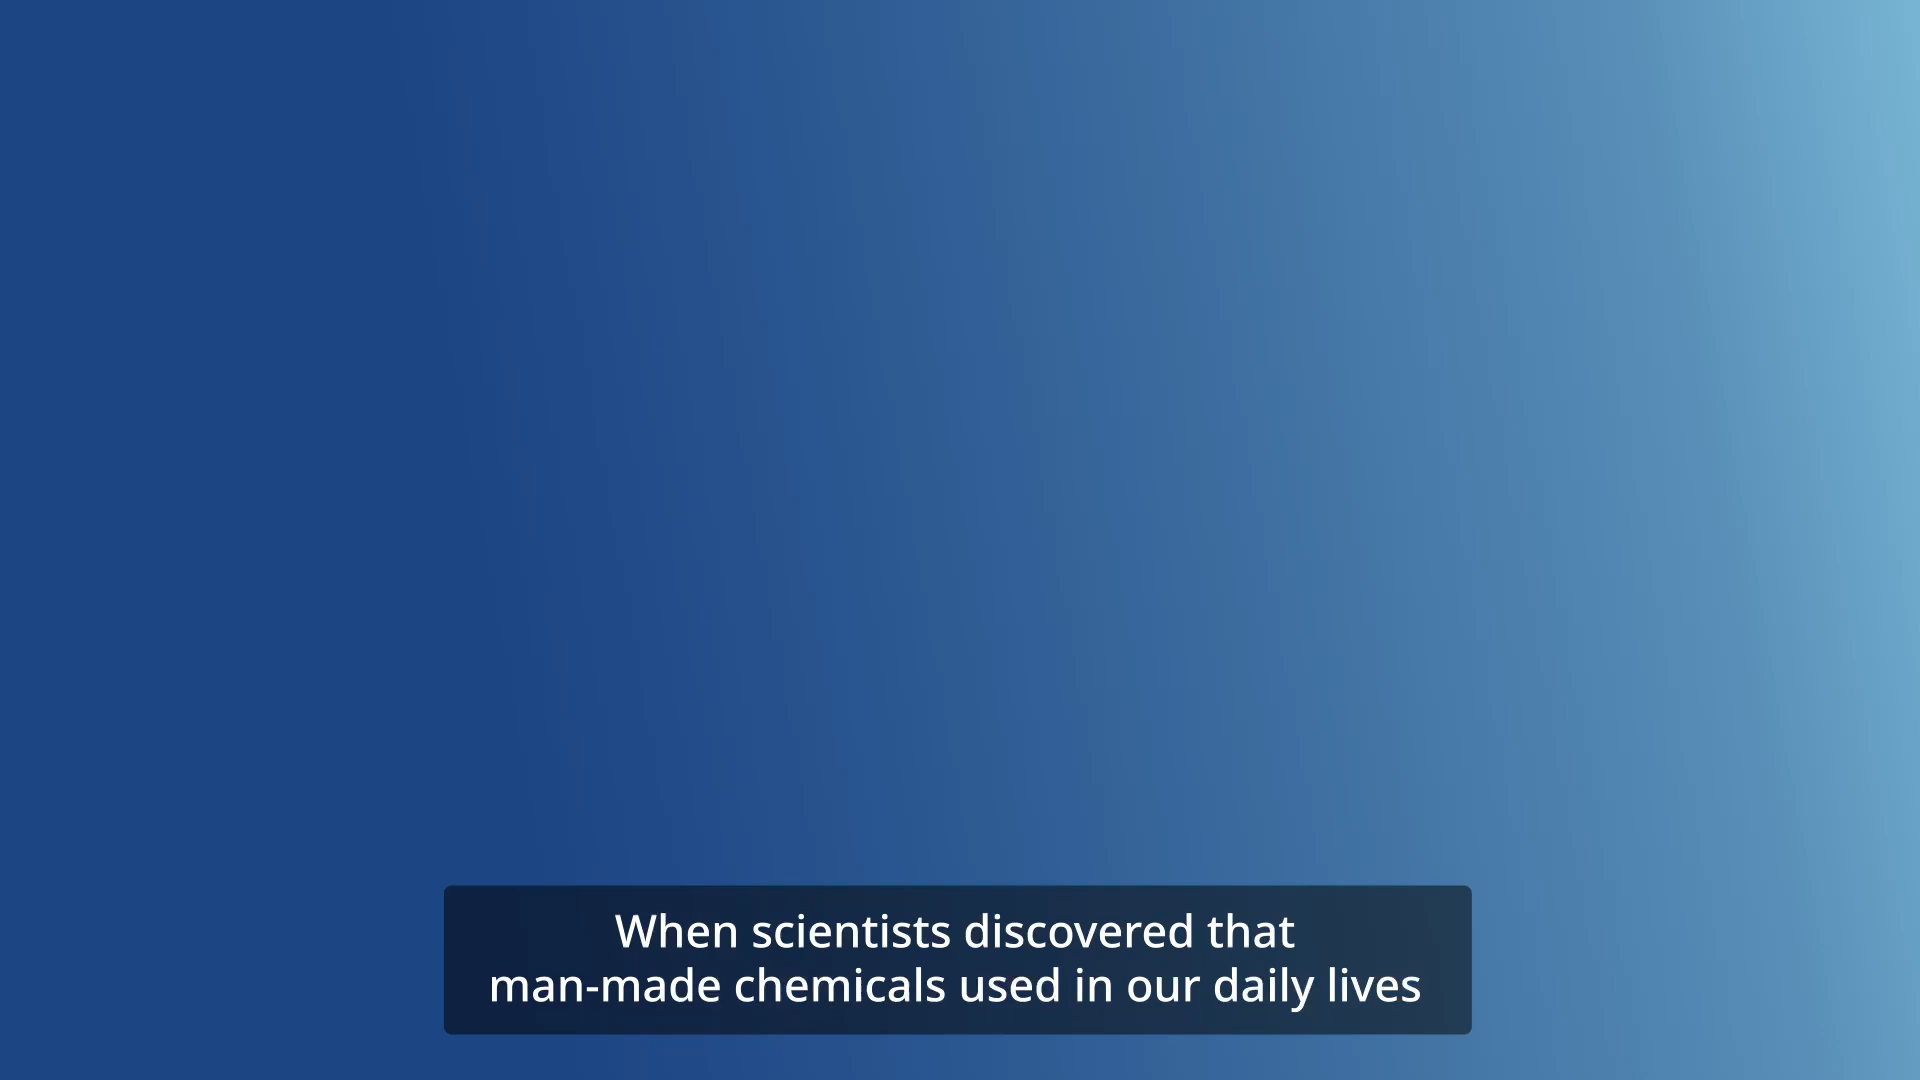 When scientists discovered that
man-made chemicals used in our daily lives